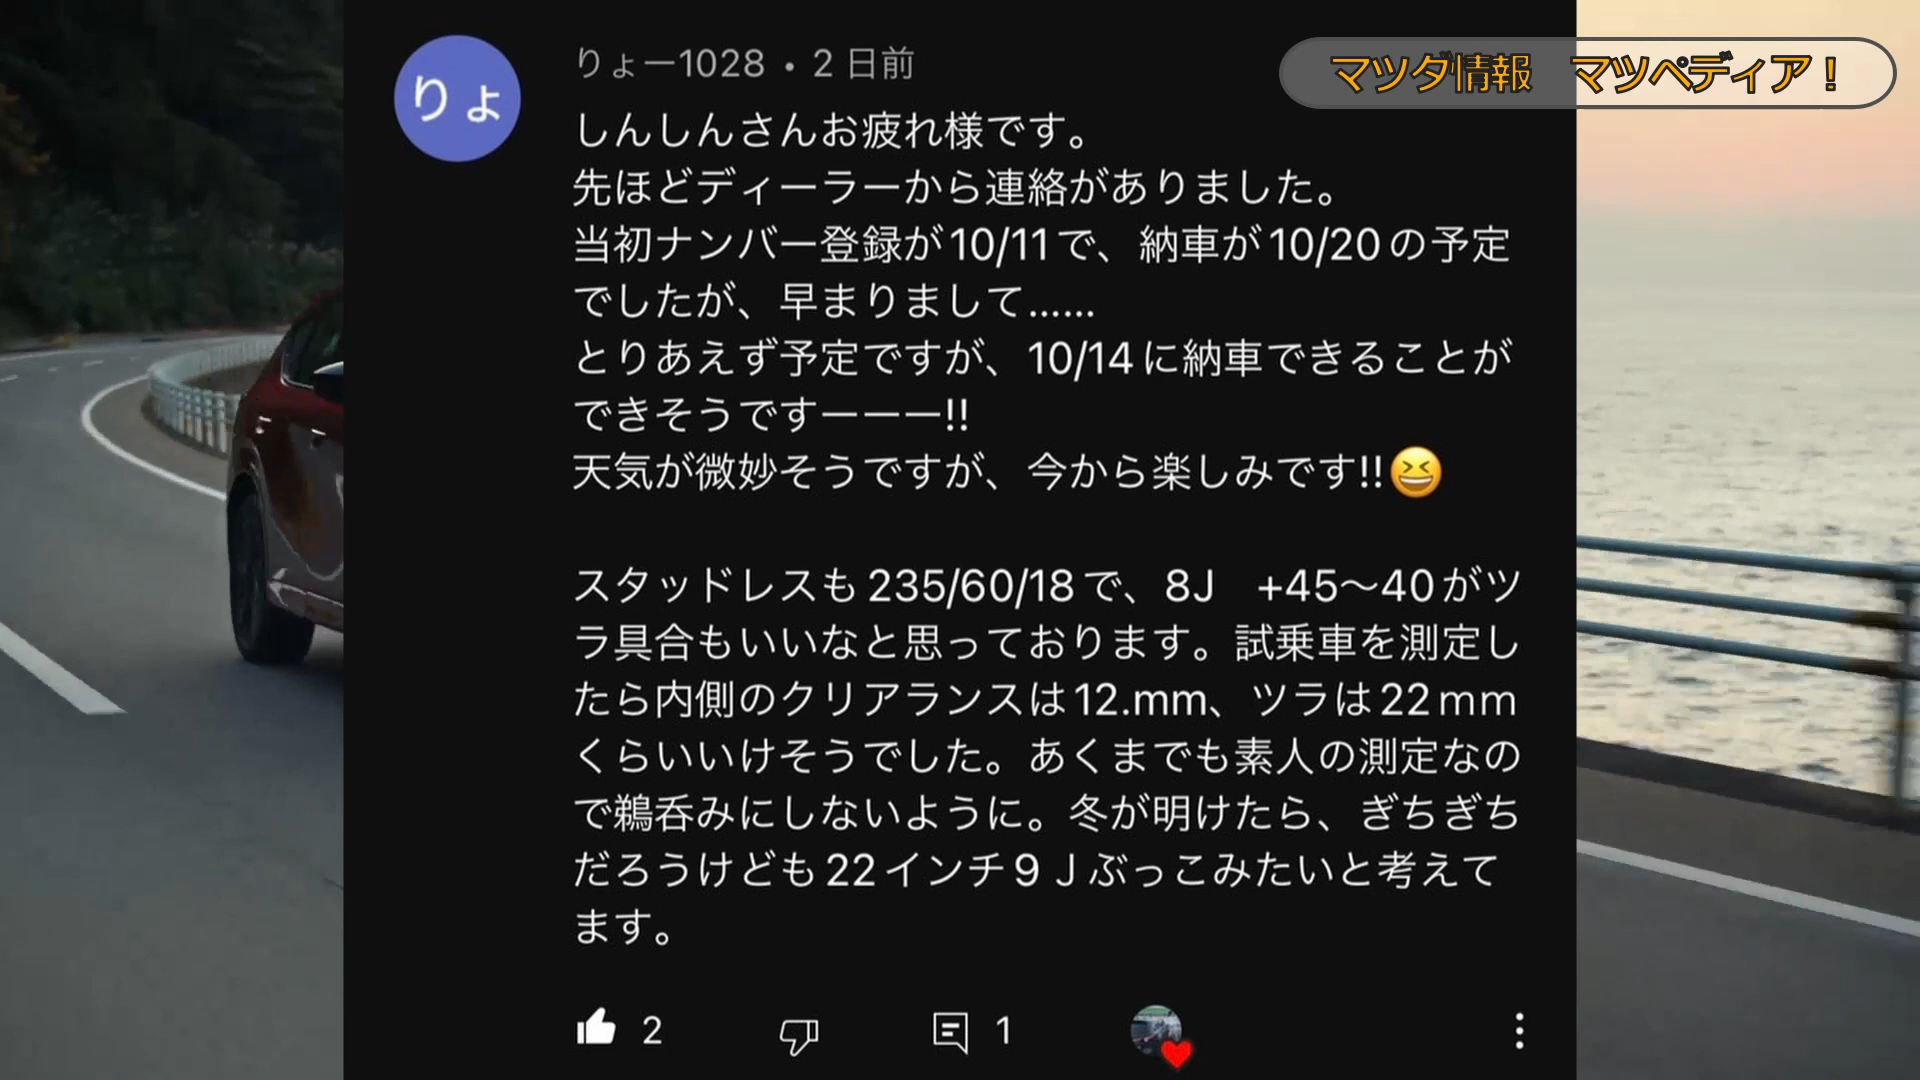 マツダ情報　マツペディア！
りょ
りょー1028・2 日前
しんしんさんお疲れ様です。
先ほどディーラーから連絡がありました。
当初ナンバー登録が10/11で、納車が10/20の予定
でしたが、早まりまして......
とりあえず予定ですが、10/14に納車できることが
できそうですーーー!!
天気が微妙そうですが、今から楽しみです!!😆
スタッドレスも235/60/18で、8J　+45〜40がツ
ラ具合もいいなと思っております。試乗車を測定し
たら内側のクリアランスは12.mm、ツラは22ｍｍ
くらいいけそうでした。あくまでも素人の測定なの
で鵜呑みにしないように。冬が明けたら、ぎちぎち
だろうけども22インチ9Ｊぶっこみたいと考えて
ます。
2
1